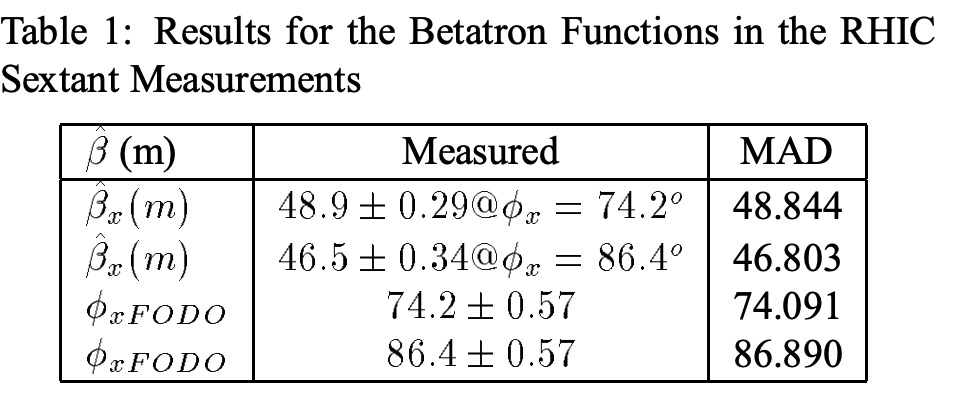 Table 1: Results for the Betatron Functions in the RHIC
Sextant Measurements
β̂ (m) Measured MAD
β̂ₓ(m) 48.9 ± 0.29@ϕₓ = 74.2° 48.844
β̂ₓ(m) 46.5 ± 0.34@ϕₓ = 86.4° 46.803
ϕₓFODO 74.2 ± 0.57 74.091
ϕₓFODO 86.4 ± 0.57 86.890